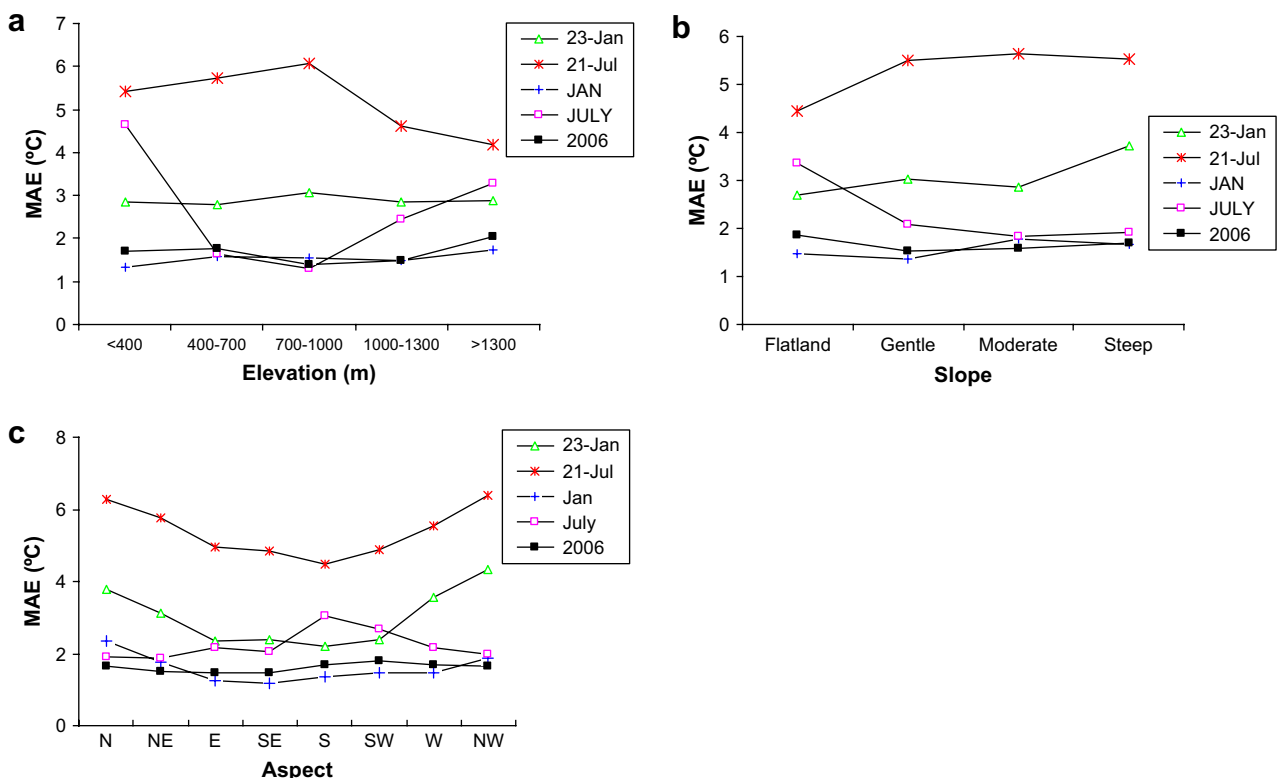 a
7
6
5
4
3
2
1
0
MAE (ºC)
<400 400-700 700-1000 1000-1300 >1300
Elevation (m)
23-Jan
21-Jul
JAN
JULY
2006
b
6
5
4
3
2
1
0
MAE (ºC)
Flatland Gentle Moderate Steep
Slope
23-Jan
21-Jul
JAN
JULY
2006
c
8
6
4
2
0
MAE (ºC)
N NE E SE S SW W NW
Aspect
23-Jan
21-Jul
Jan
July
2006